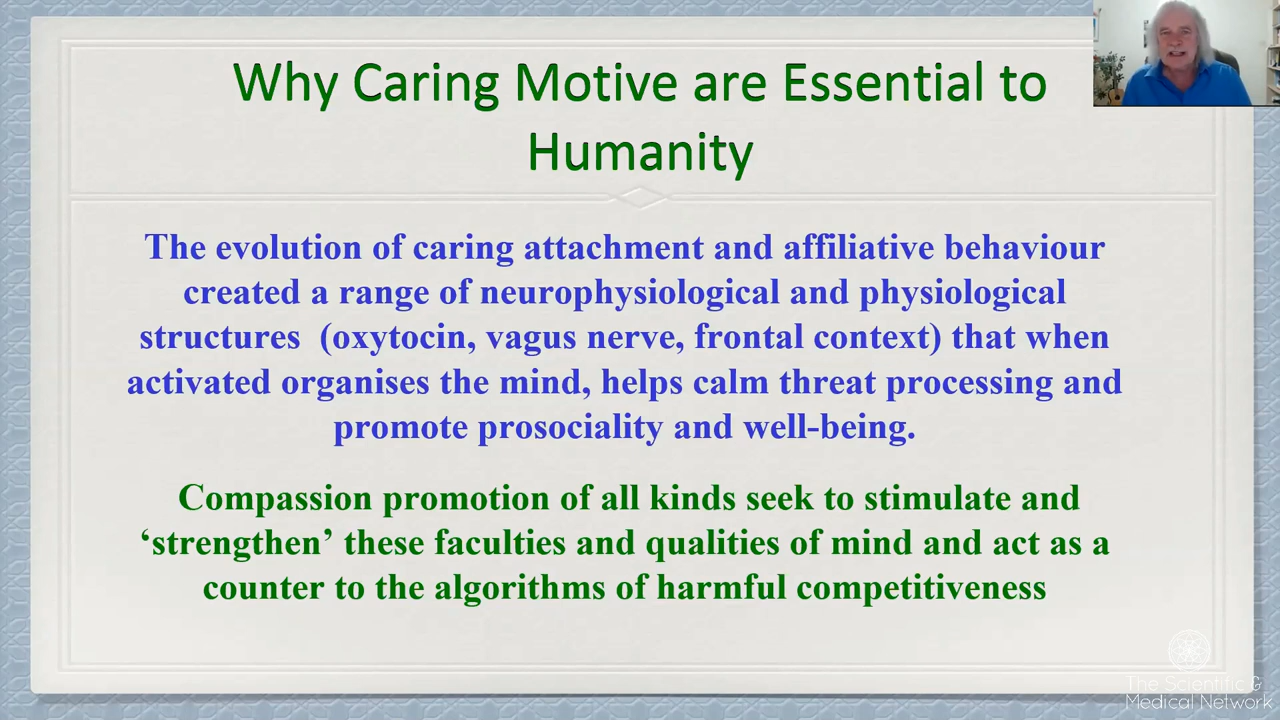 Why Caring Motive are Essential to
Humanity
The evolution of caring attachment and affiliative behaviour
created a range of neurophysiological and physiological
structures (oxytocin, vagus nerve, frontal context) that when
activated organises the mind, helps calm threat processing and
promote prosociality and well-being.
Compassion promotion of all kinds seek to stimulate and
‘strengthen’ these faculties and qualities of mind and act as a
counter to the algorithms of harmful competitiveness
The Scientific &
Medical Network